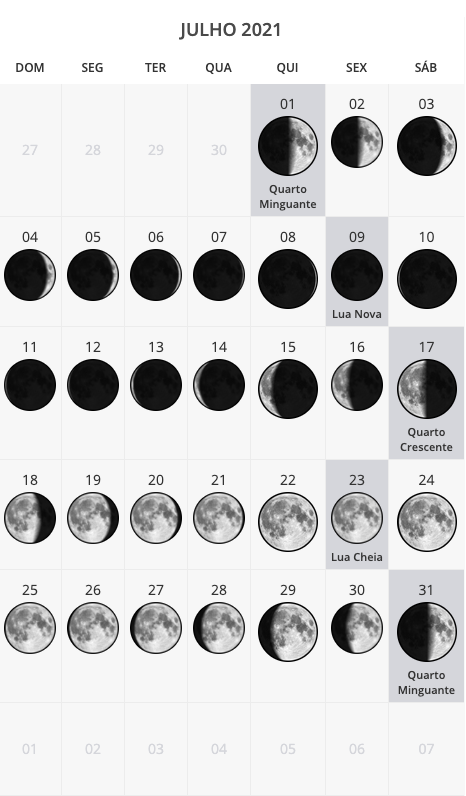 JULHO 2021
DOM SEG TER QUA QUI SEX SÁB
27 28 29 30 01 02 03
Quarto
Minguante
04 05 06 07 08 09 10
Lua Nova
11 12 13 14 15 16 17
Quarto
Crescente
18 19 20 21 22 23 24
Lua Cheia
25 26 27 28 29 30 31
Quarto
Minguante
01 02 03 04 05 06 07